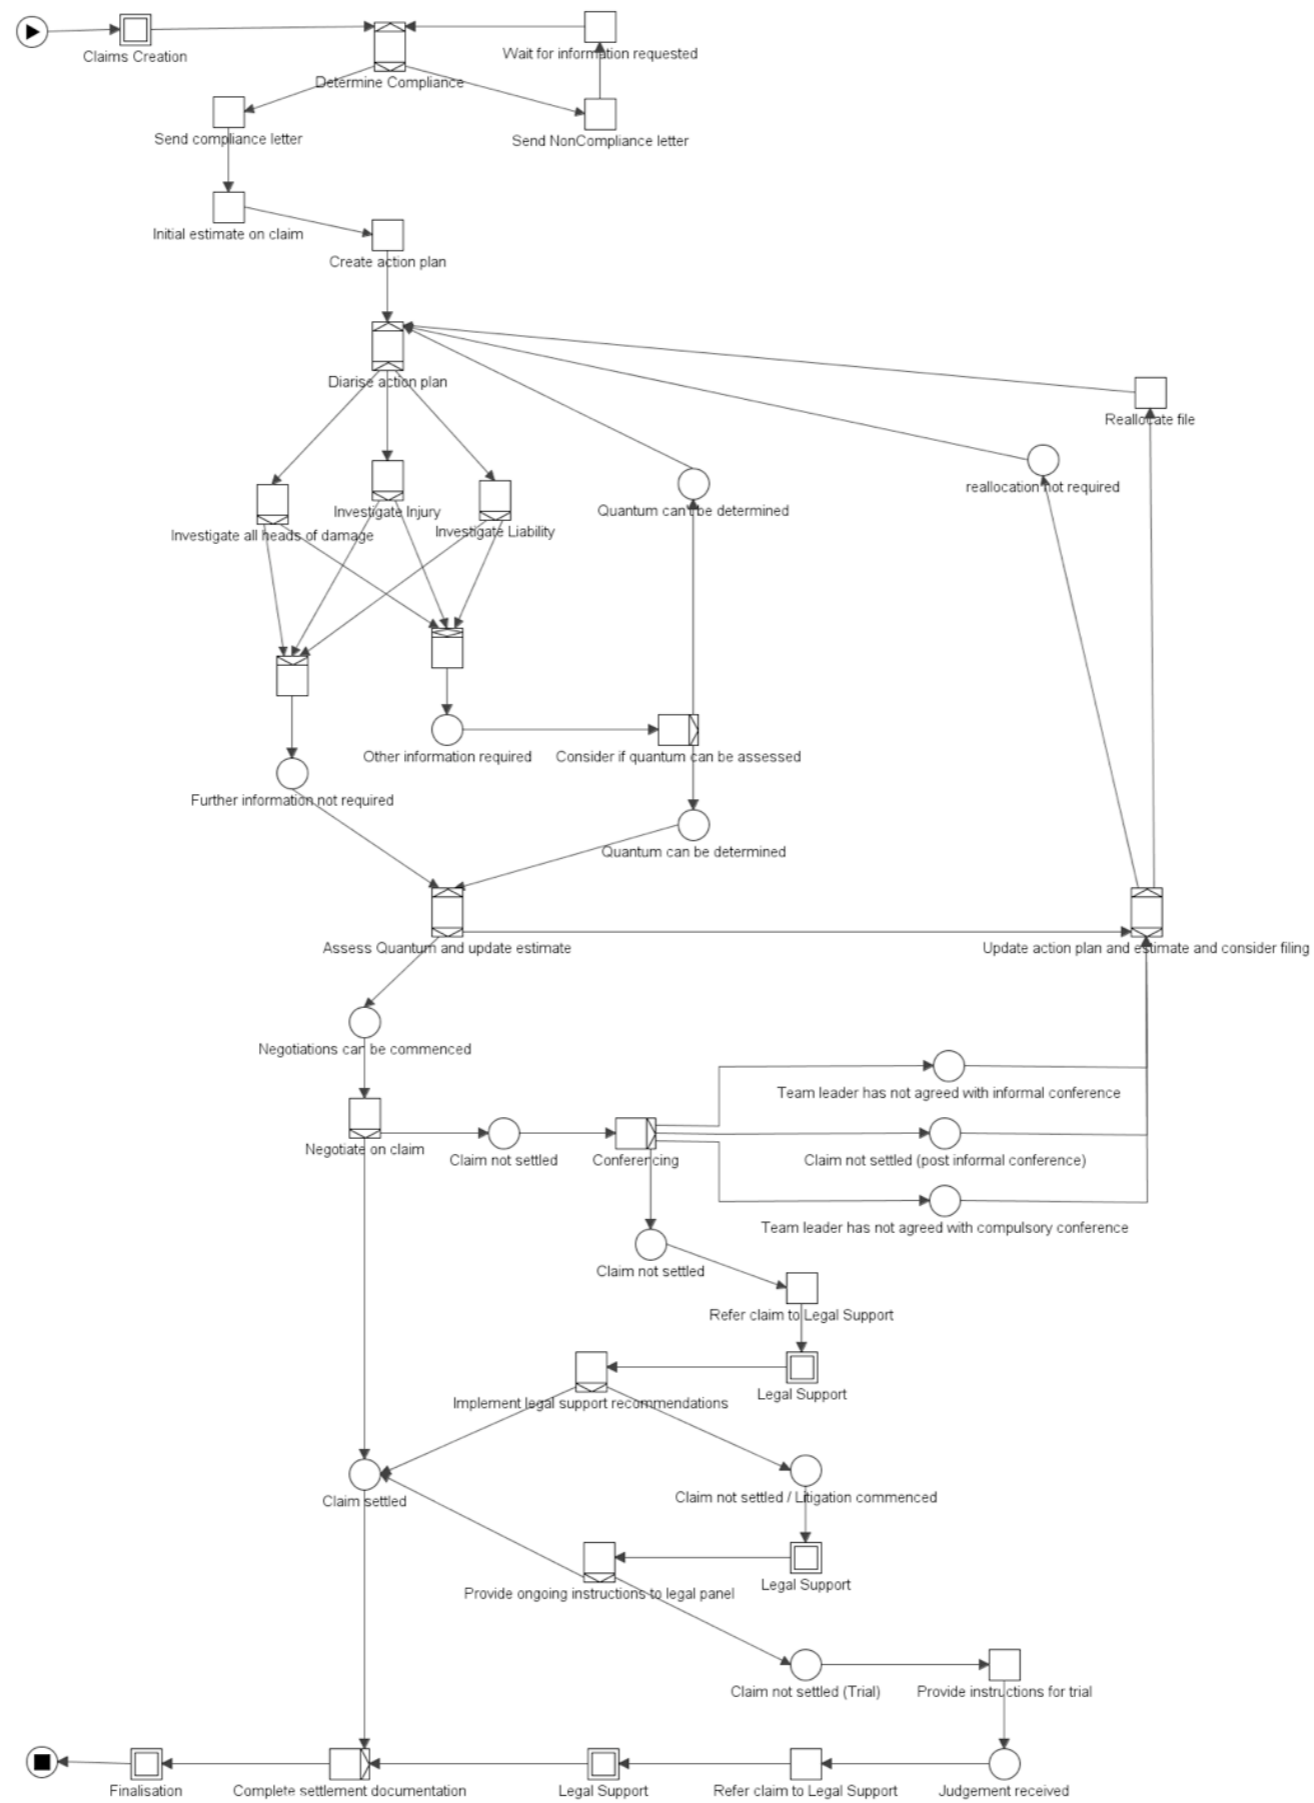 Claims Creation
Wait for information requested
Determine Compliance
Send compliance letter
Send NonCompliance letter
Initial estimate on claim
Create action plan
Diarise action plan
Reallocate file
reallocation not required
Quantum can't be determined
Investigate Injury
Investigate Liability
Investigate all heads of damage
Other information required
Consider if quantum can be assessed
Further information not required
Quantum can be determined
Assess Quantum and update estimate
Update action plan and estimate and consider filing
Negotiations can be commenced
Team leader has not agreed with informal conference
Negotiate on claim
Claim not settled
Conferencing
Claim not settled (post informal conference)
Team leader has not agreed with compulsory conference
Claim not settled
Refer claim to Legal Support
Legal Support
Implement legal support recommendations
Claim settled
Claim not settled / Litigation commenced
Legal Support
Provide ongoing instructions to legal panel
Claim not settled (Trial)
Provide instructions for trial
Finalisation
Complete settlement documentation
Legal Support
Refer claim to Legal Support
Judgement received